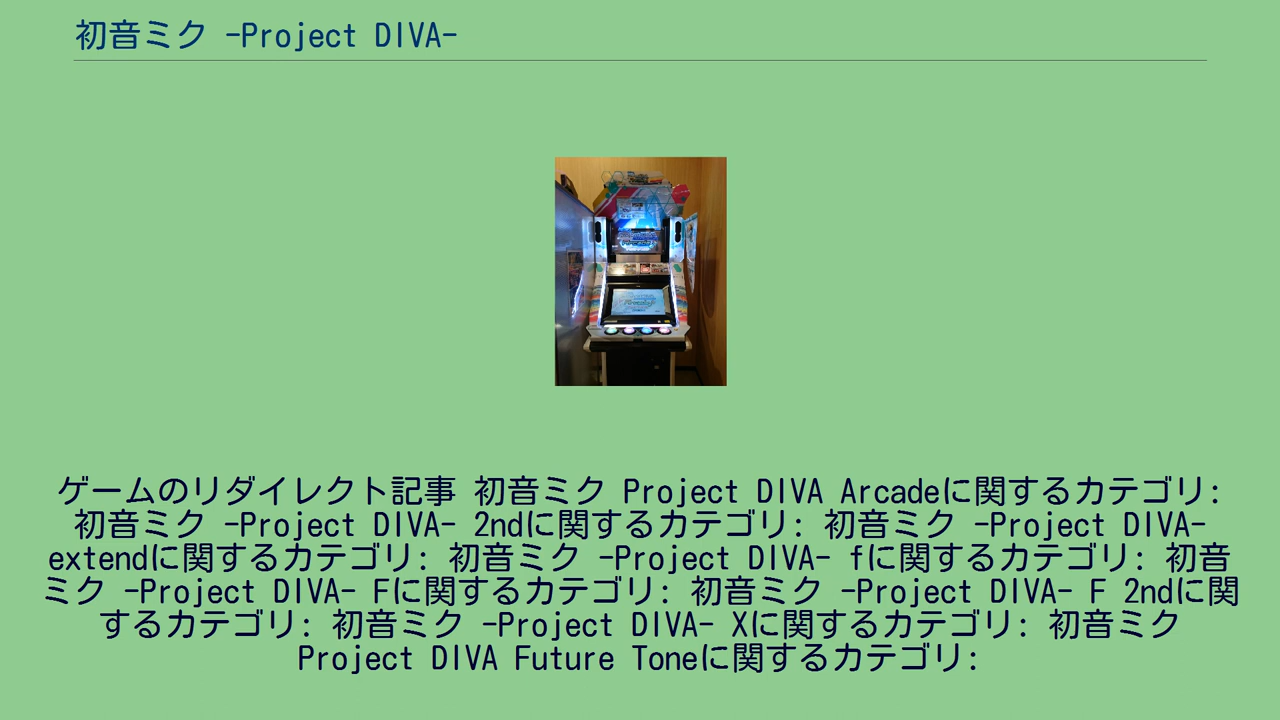 初音ミク -Project DIVA-
ゲームのリダイレクト記事 初音ミク Project DIVA Arcadeに関するカテゴリ:
初音ミク -Project DIVA- 2ndに関するカテゴリ: 初音ミク -Project DIVA-
extendに関するカテゴリ: 初音ミク -Project DIVA- fに関するカテゴリ: 初音
ミク -Project DIVA- Fに関するカテゴリ: 初音ミク -Project DIVA- F 2ndに関
するカテゴリ: 初音ミク -Project DIVA- Xに関するカテゴリ: 初音ミク
Project DIVA Future Toneに関するカテゴリ: